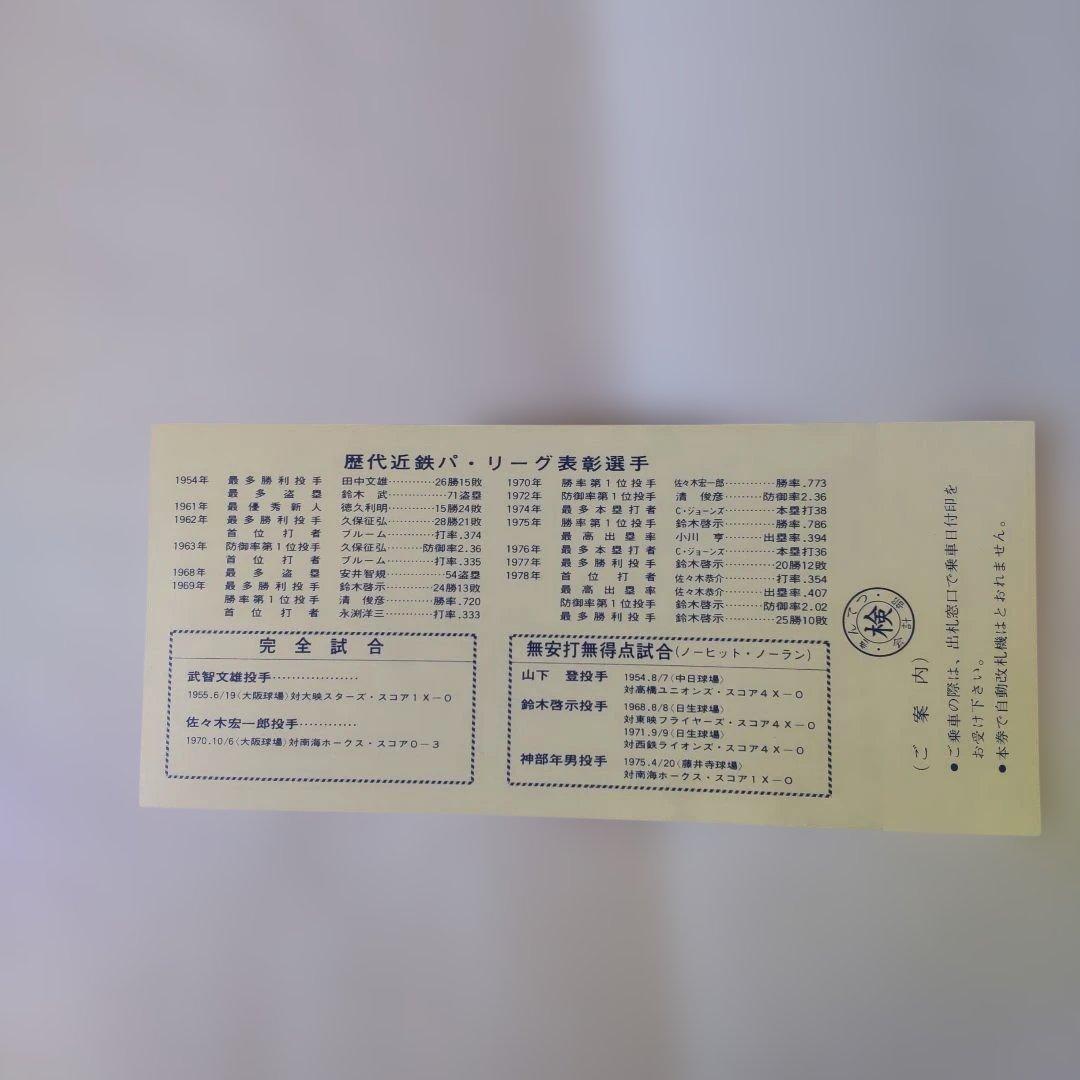 歴代近鉄パ・リーグ表彰選手
1954年 最多勝利投手 田中文雄…………26勝15敗
最多盗塁 鈴木 武……………71盗塁
1961年 最優秀新人 徳久利明…………15勝24敗
1962年 最多勝利投手 久保征弘…………28勝21敗
首位打者 ブルーム…………打率.374
1963年 防御率第1位投手 久保征弘………防御率2.36
首位打者 ブルーム…………打率.335
1968年 最多盗塁 安井智規……………54盗塁
1969年 最多勝利投手 鈴木啓示…………24勝13敗
勝率第1位投手 清 俊彦…………勝率.720
首位打者 永淵洋三…………打率.333
1970年 勝率第1位投手 佐々木宏一郎…………勝率.773
1972年 防御率第1位投手 清 俊彦………防御率2.36
1974年 最多本塁打者 C・ジョーンズ…………本塁打38
1975年 勝率第1位投手 鈴木啓示…………勝率.786
最高出塁率 小川 亨………出塁率.394
1976年 最多本塁打者 C・ジョーンズ…………本塁打36
1977年 最多勝利投手 鈴木啓示…………20勝12敗
1978年 首位打者 佐々木恭介…………打率.354
最高出塁率 佐々木恭介………出塁率.407
防御率第1位投手 鈴木啓示………防御率2.02
最多勝利投手 鈴木啓示…………25勝10敗
完全試合
武智文雄投手………………
1955.6/19(大阪球場)対大映スターズ・スコア1X―0
佐々木宏一郎投手…………
1970.10/6(大阪球場)対南海ホークス・スコア0―3
無安打無得点試合(ノーヒット・ノーラン)
山下 登投手 1954.8/7(中日球場)
対高橋ユニオンズ・スコア4X―0
鈴木啓示投手 1968.8/8(日生球場)
対東映フライヤーズ・スコア4X―0
1971.9/9(日生球場)
対西鉄ライオンズ・スコア4X―0
神部年男投手 1975.4/20(藤井寺球場)
対南海ホークス・スコア1X―0
きんてつ・会計部
検
(ご案内)
●ご乗車の際は、出札窓口で乗車日付印を
お受け下さい。
●本券で自動改札機はとおれません。